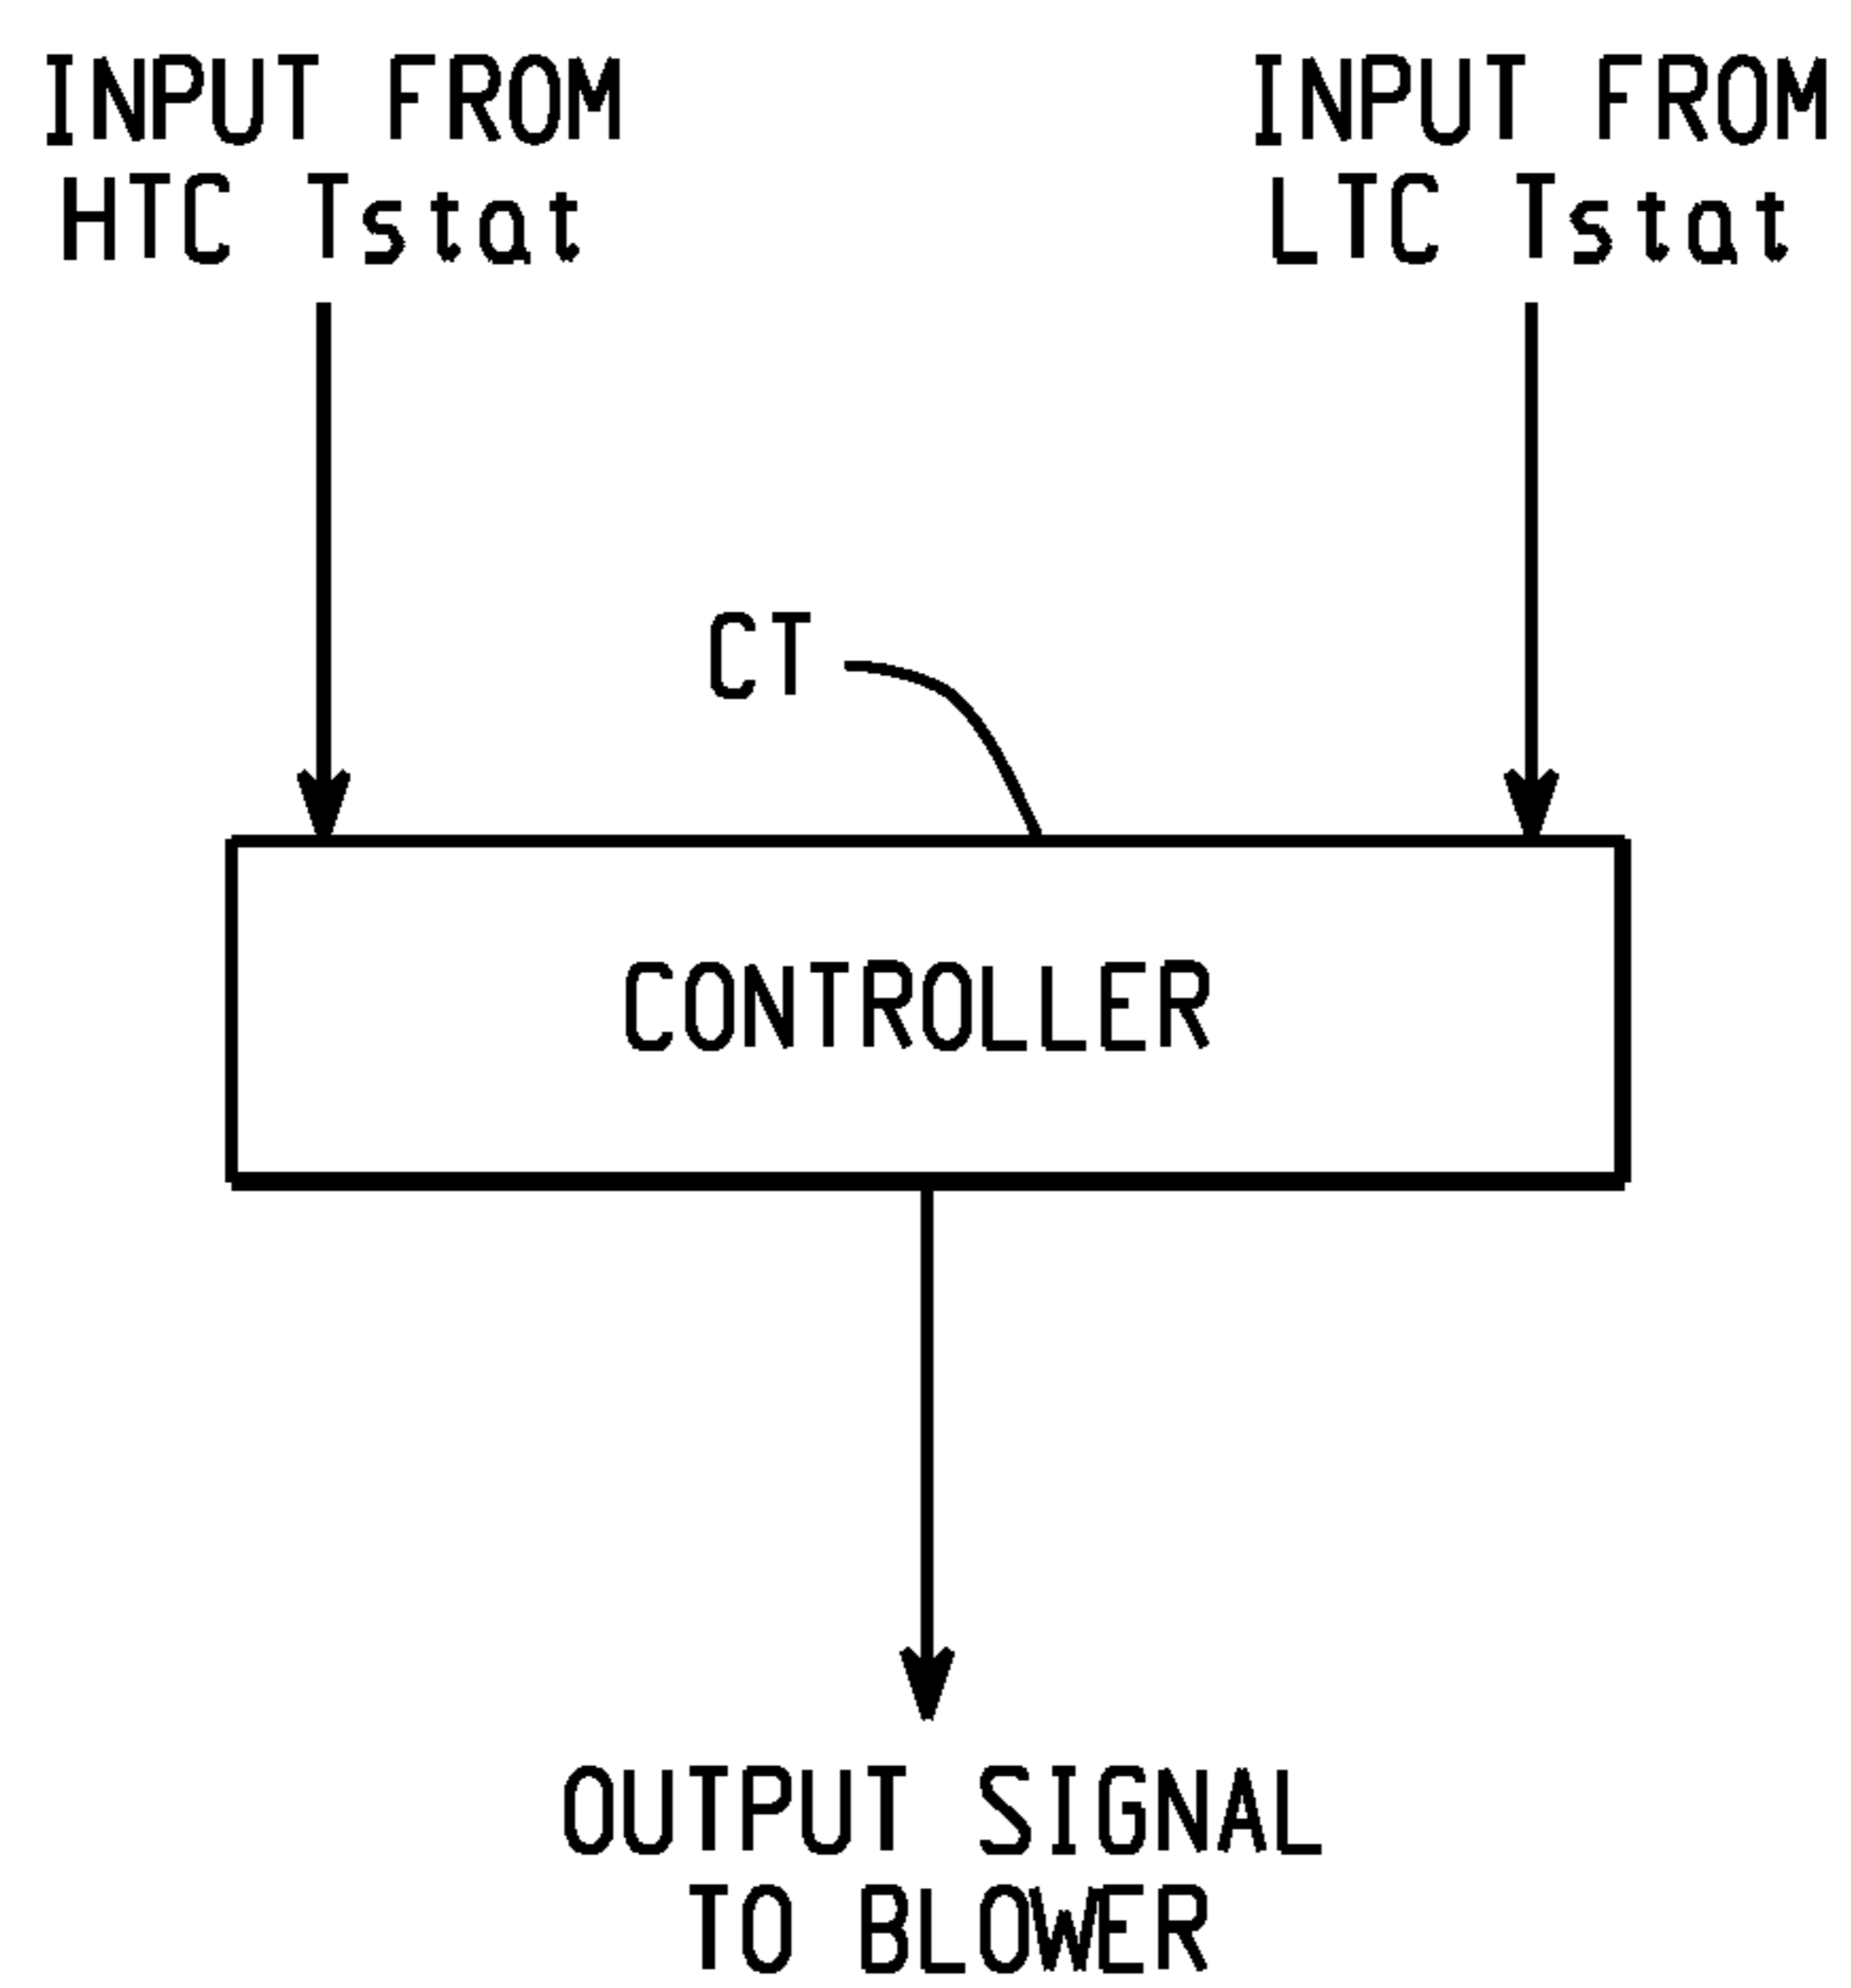 INPUT FROM
HTC Tstat
INPUT FROM
LTC Tstat
CT
CONTROLLER
OUTPUT SIGNAL
TO BLOWER